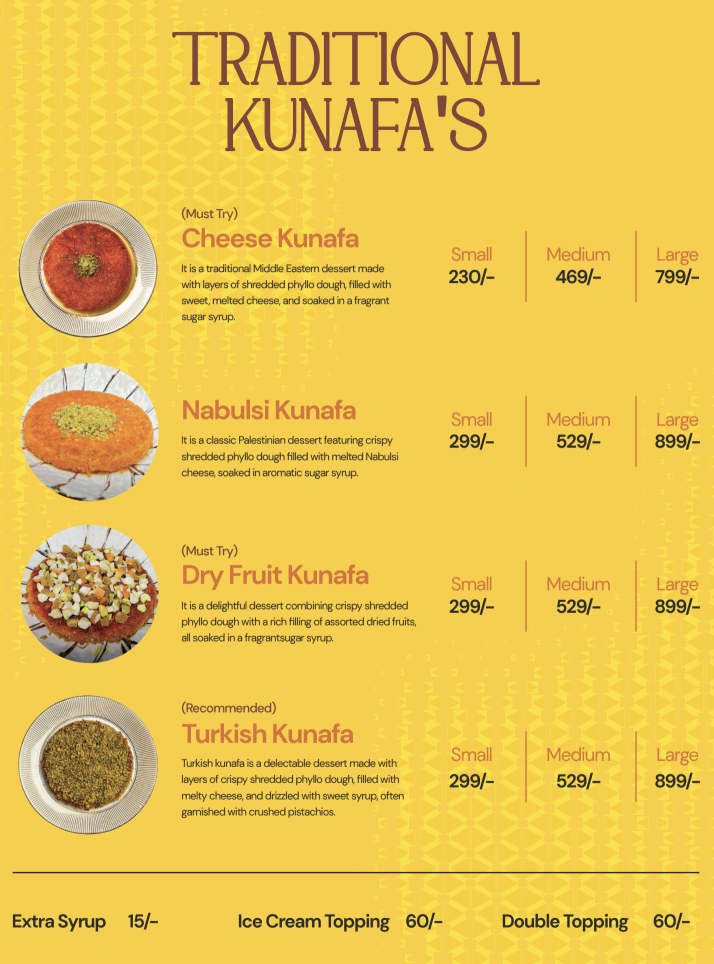 TRADITIONAL
KUNAFA'S
(Must Try)
Cheese Kunafa
It is a traditional Middle Eastern dessert made
with layers of shredded phyllo dough, filled with
sweet, melted cheese, and soaked in a fragrant
sugar syrup.
Small Medium Large
230/- 469/- 799/-
Nabulsi Kunafa
It is a classic Palestinian dessert featuring crispy
shredded phyllo dough filled with melted Nabulsi
cheese, soaked in aromatic sugar syrup.
Small Medium Large
299/- 529/- 899/-
(Must Try)
Dry Fruit Kunafa
It is a delightful dessert combining crispy shredded
phyllo dough with a rich filling of assorted dried fruits,
all soaked in a fragrantsugar syrup.
Small Medium Large
299/- 529/- 899/-
(Recommended)
Turkish Kunafa
Turkish kunafa is a delectable dessert made with
layers of crispy shredded phyllo dough, filled with
melty cheese, and drizzled with sweet syrup, often
garnished with crushed pistachios.
Small Medium Large
299/- 529/- 899/-
Extra Syrup 15/- Ice Cream Topping 60/- Double Topping 60/-